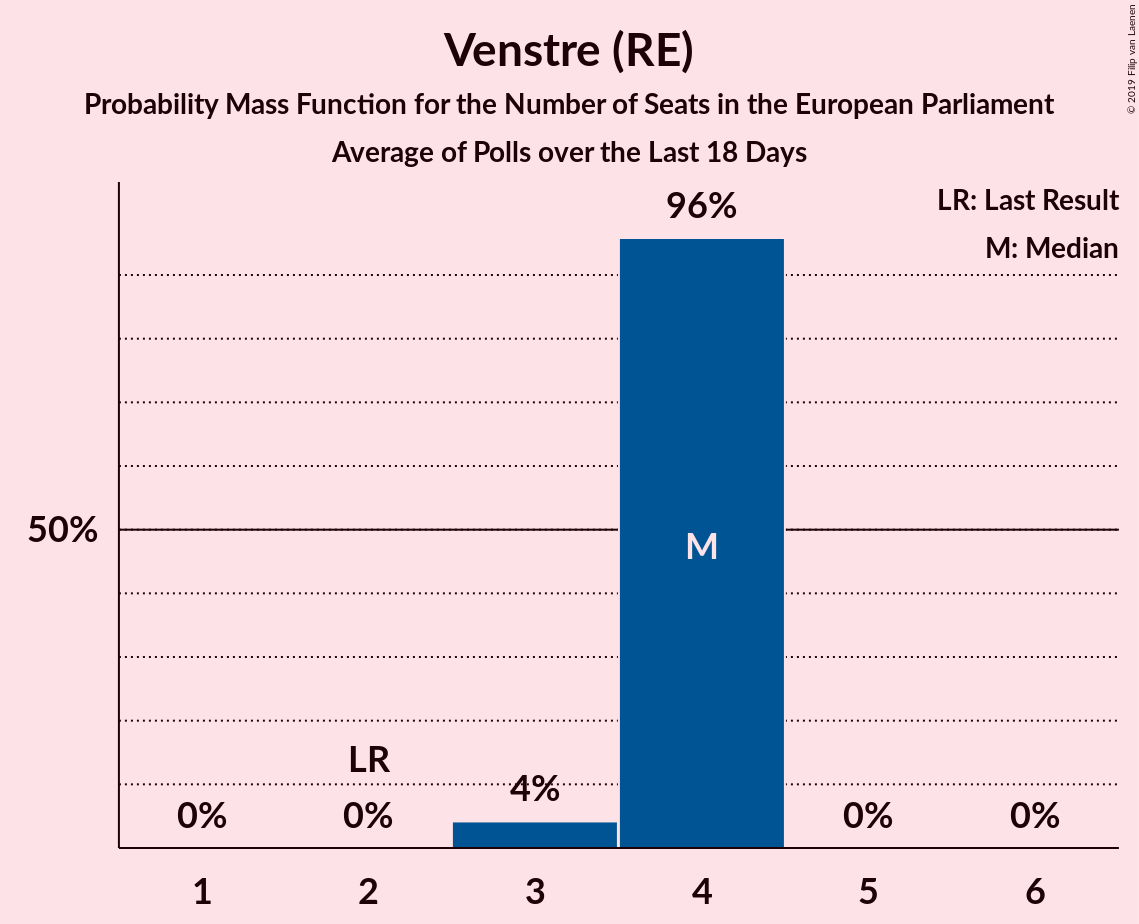 Venstre (RE)
Probability Mass Function for the Number of Seats in the European Parliament
Average of Polls over the Last 18 Days
© 2019 Filip van Laenen
LR: Last Result
M: Median
96%
50%
M
LR
4%
0% 0% 0% 0%
1 2 3 4 5 6